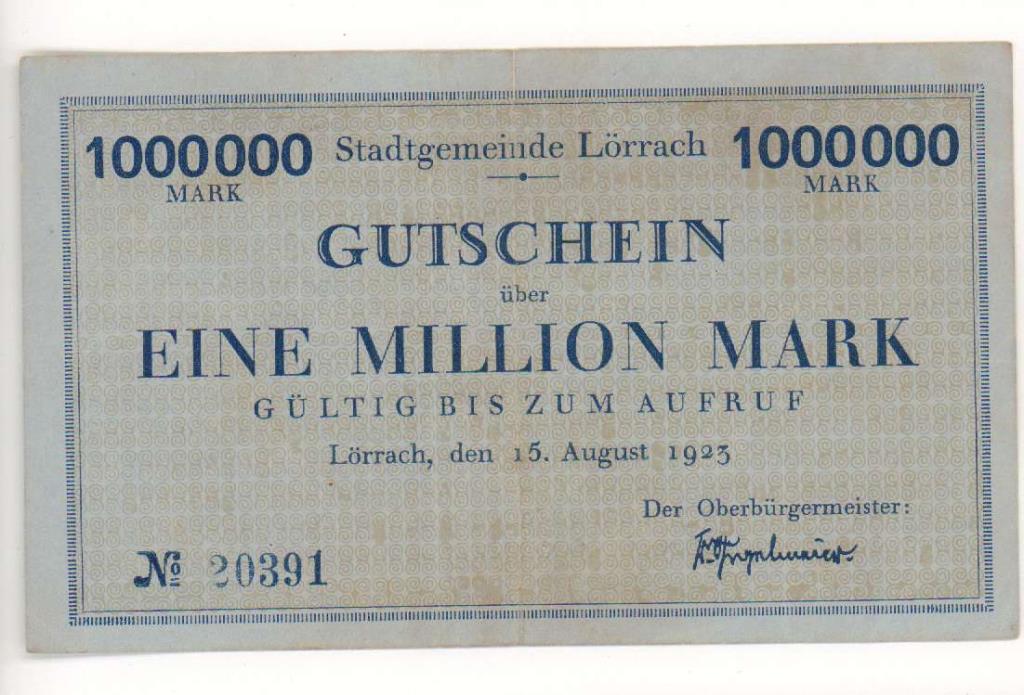 1000000 Stadtgemeinde Lörrach 1000000
MARK MARK
GUTSCHEIN
über
EINE MILLION MARK
GÜLTIG BIS ZUM AUFRUF
Lörrach, den 15. August 1923
Der Oberbürgermeister:
№ 20391